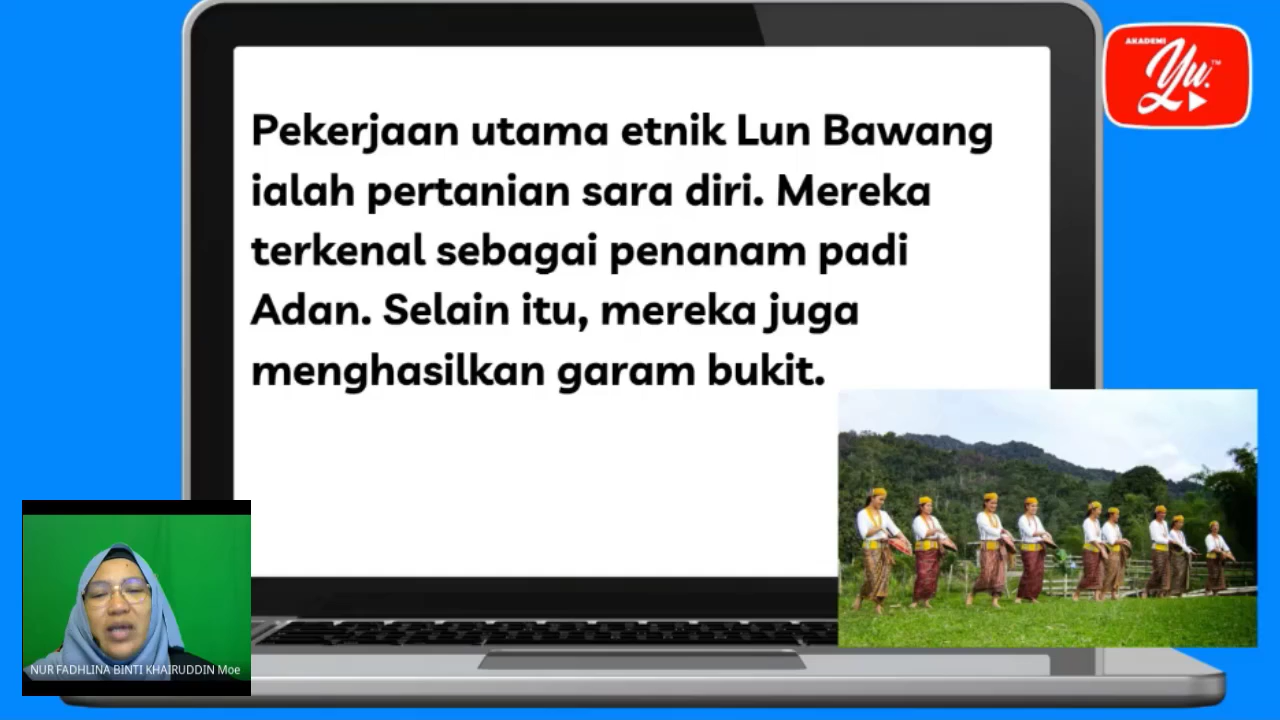 AKADEMI
Yu.
TM
Pekerjaan utama etnik Lun Bawang
ialah pertanian sara diri. Mereka
terkenal sebagai penanam padi
Adan. Selain itu, mereka juga
menghasilkan garam bukit.
NUR FADHLINA BINTI KHAIRUDDIN Moe